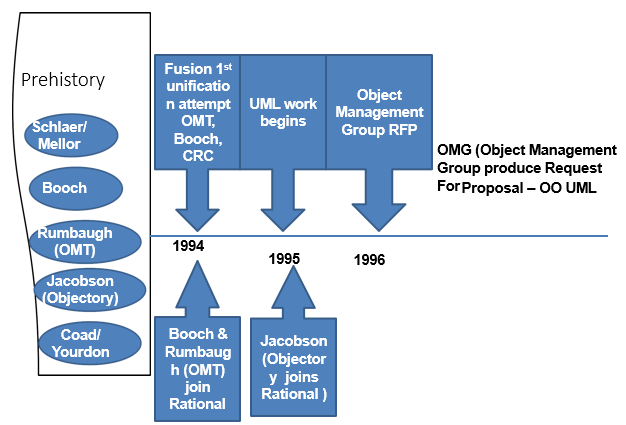 Prehistory
Schlaer/
Mellor
Booch
Rumbaugh
(OMT)
Jacobson
(Objectory)
Coad/
Yourdon
Fusion 1st
unificatio
n attempt
OMT,
Booch,
CRC
UML work
begins
Object
Management
Group RFP
OMG (Object Management
Group produce Request
ForProposal – OO UML
1994
1995
1996
Booch &
Rumbaug
h (OMT)
join
Rational
Jacobson
(Objector
y joins
Rational )